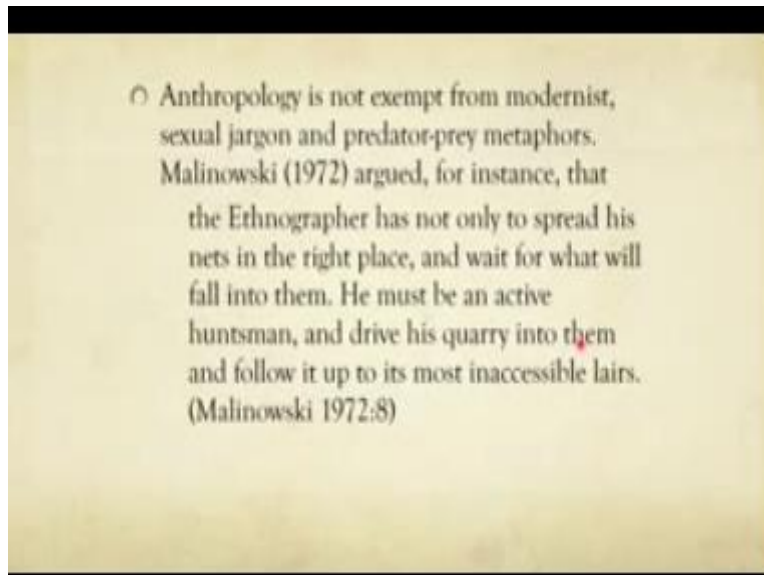 Anthropology is not exempt from modernist,
sexual jargon and predator-prey metaphors.
Malinowski (1972) argued, for instance, that
the Ethnographer has not only to spread his
nets in the right place, and wait for what will
fall into them. He must be an active
huntsman, and drive his quarry into them
and follow it up to its most inaccessible lairs.
(Malinowski 1972:8)